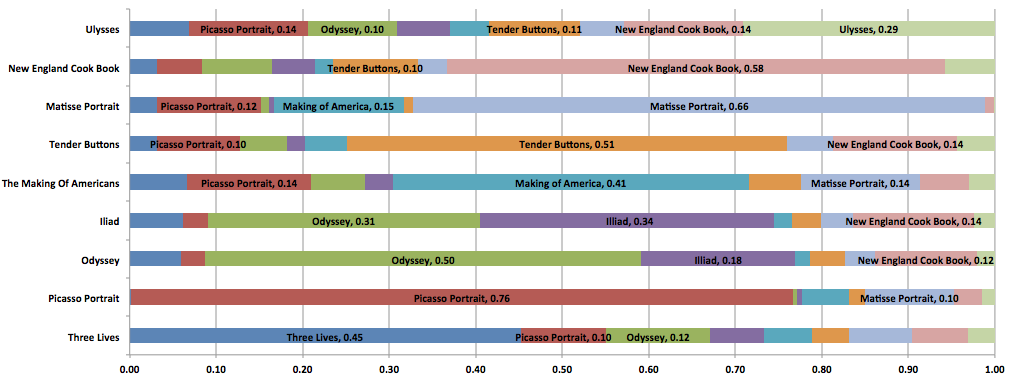 Ulysses Picasso Portrait, 0.14 Odyssey, 0.10 Tender Buttons, 0.11 New England Cook Book, 0.14 Ulysses, 0.29
New England Cook Book Tender Buttons, 0.10 New England Cook Book, 0.58
Matisse Portrait Picasso Portrait, 0.12 Making of America, 0.15 Matisse Portrait, 0.66
Tender Buttons Picasso Portrait, 0.10 Tender Buttons, 0.51 New England Cook Book, 0.14
The Making Of Americans Picasso Portrait, 0.14 Making of America, 0.41 Matisse Portrait, 0.14
Iliad Odyssey, 0.31 Illiad, 0.34 New England Cook Book, 0.14
Odyssey Odyssey, 0.50 Illiad, 0.18 New England Cook Book, 0.12
Picasso Portrait Picasso Portrait, 0.76 Matisse Portrait, 0.10
Three Lives Three Lives, 0.45 Picasso Portrait, 0.10 Odyssey, 0.12
0.00 0.10 0.20 0.30 0.40 0.50 0.60 0.70 0.80 0.90 1.00